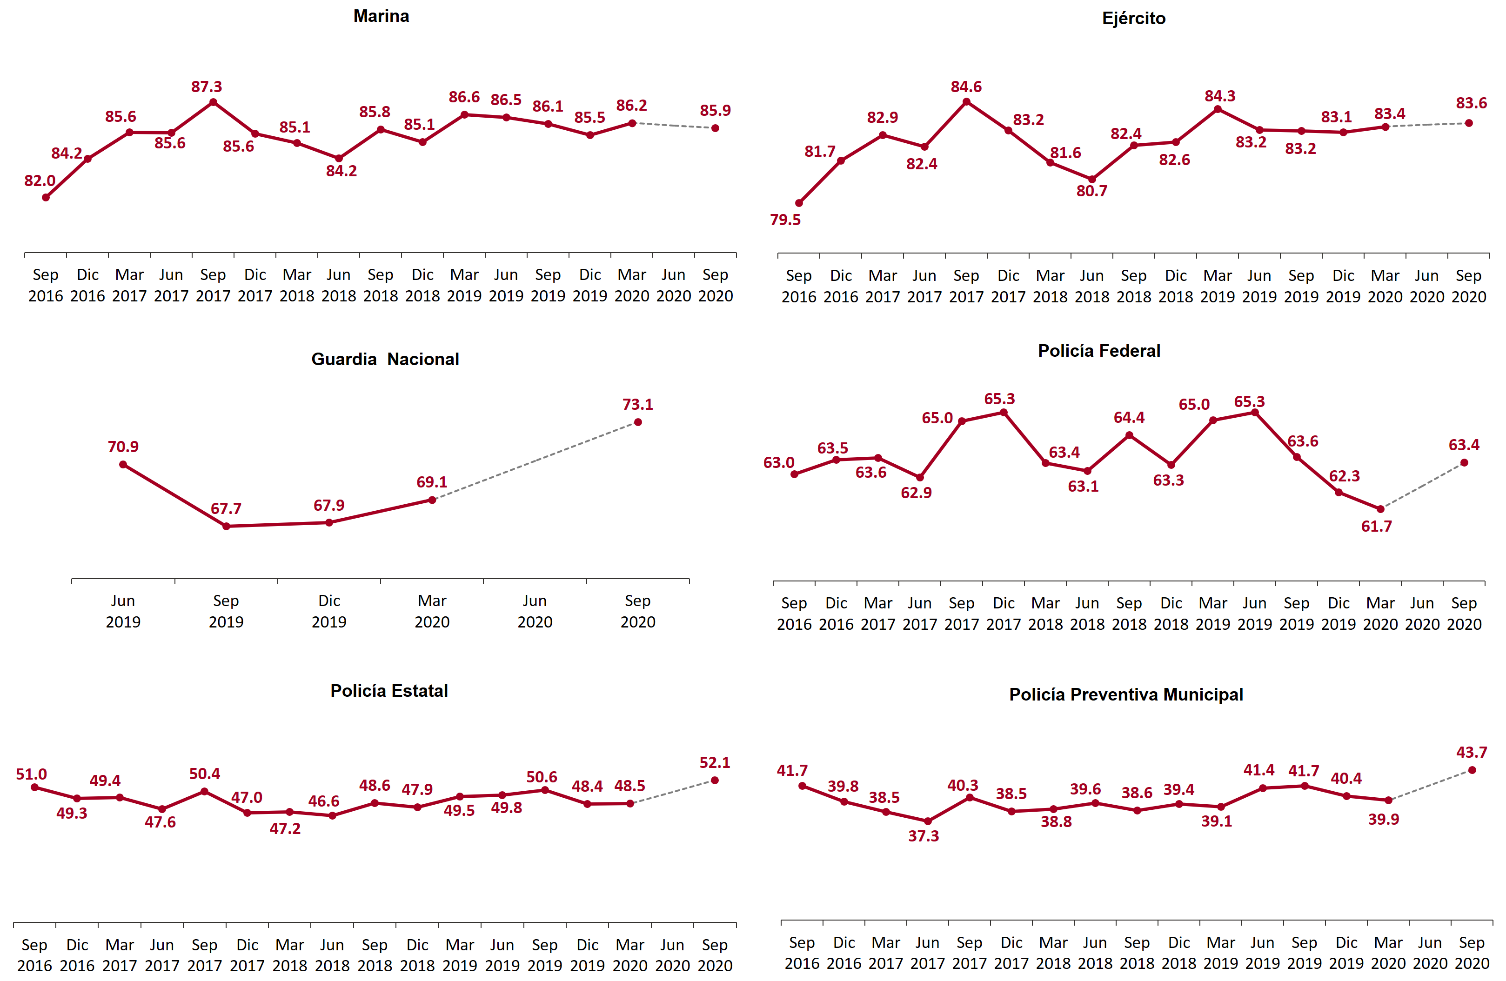 Marina
82.0 84.2 85.6 85.6 87.3 85.6 85.1 84.2 85.8 85.1 86.6 86.5 86.1 85.5 86.2 85.9
Sep Dic Mar Jun Sep Dic Mar Jun Sep Dic Mar Jun Sep Dic Mar Jun Sep
2016 2016 2017 2017 2017 2017 2018 2018 2018 2018 2019 2019 2019 2019 2020 2020 2020
Ejército
79.5 81.7 82.9 82.4 84.6 83.2 81.6 80.7 82.4 82.6 84.3 83.2 83.2 83.1 83.4 83.6
Sep Dic Mar Jun Sep Dic Mar Jun Sep Dic Mar Jun Sep Dic Mar Jun Sep
2016 2016 2017 2017 2017 2017 2018 2018 2018 2018 2019 2019 2019 2019 2020 2020 2020
Guardia Nacional
70.9 67.7 67.9 69.1 73.1
Jun Sep Dic Mar Jun Sep
2019 2019 2019 2020 2020 2020
Policía Federal
63.0 63.5 63.6 62.9 65.0 65.3 63.4 63.1 64.4 63.3 65.0 65.3 63.6 62.3 61.7 63.4
Sep Dic Mar Jun Sep Dic Mar Jun Sep Dic Mar Jun Sep Dic Mar Jun Sep
2016 2016 2017 2017 2017 2017 2018 2018 2018 2018 2019 2019 2019 2019 2020 2020 2020
Policía Estatal
51.0 49.3 49.4 47.6 50.4 47.0 47.2 46.6 48.6 47.9 49.5 49.8 50.6 48.4 48.5 52.1
Sep Dic Mar Jun Sep Dic Mar Jun Sep Dic Mar Jun Sep Dic Mar Jun Sep
2016 2016 2017 2017 2017 2017 2018 2018 2018 2018 2019 2019 2019 2019 2020 2020 2020
Policía Preventiva Municipal
41.7 39.8 38.5 37.3 40.3 38.5 38.8 39.6 38.6 39.4 39.1 41.4 41.7 40.4 39.9 43.7
Sep Dic Mar Jun Sep Dic Mar Jun Sep Dic Mar Jun Sep Dic Mar Jun Sep
2016 2016 2017 2017 2017 2017 2018 2018 2018 2018 2019 2019 2019 2019 2020 2020 2020